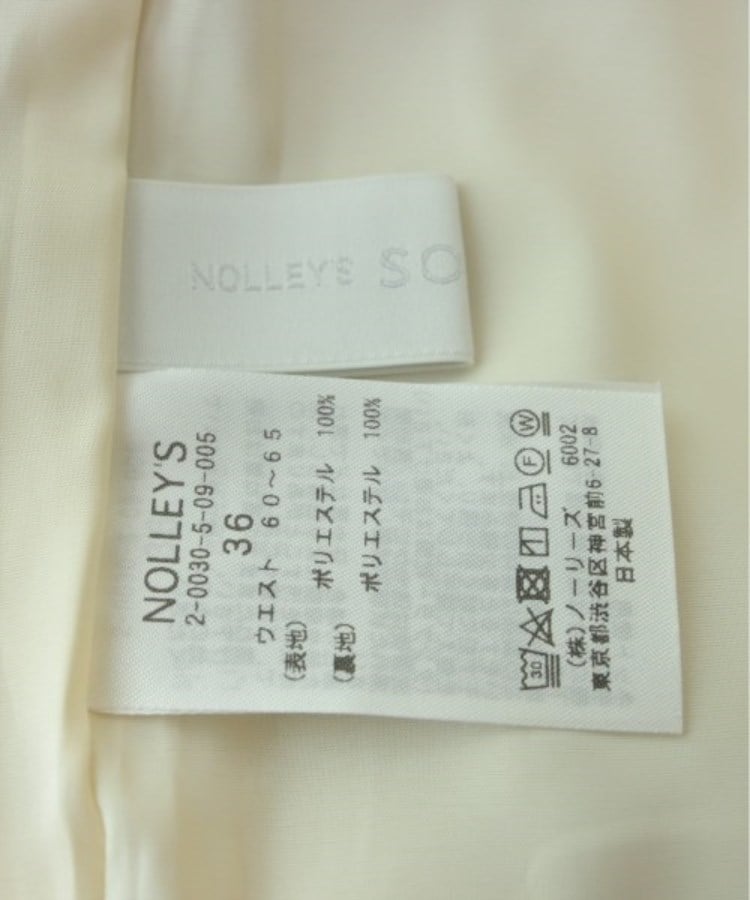 NOLLEY'S SO
NOLLEY'S
2-0030-5-09-005
36
ウエスト 60～65
(表地)
ポリエステル 100%
(裏地)
ポリエステル 100%
30 F W
(株)ノーリーズ 6002
東京都渋谷区神宮前6-27-8
日本製